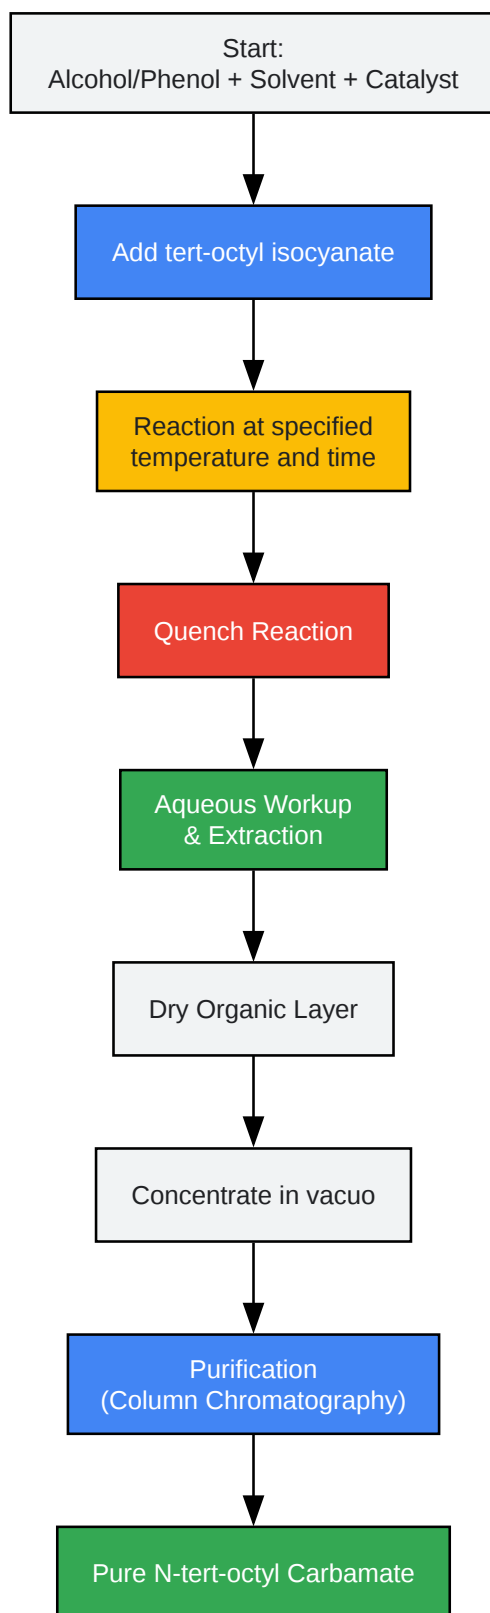 Start:
Alcohol/Phenol + Solvent + Catalyst
Add tert-octyl isocyanate
Reaction at specified
temperature and time
Quench Reaction
Aqueous Workup
& Extraction
Dry Organic Layer
Concentrate in vacuo
Purification
(Column Chromatography)
Pure N-tert-octyl Carbamate